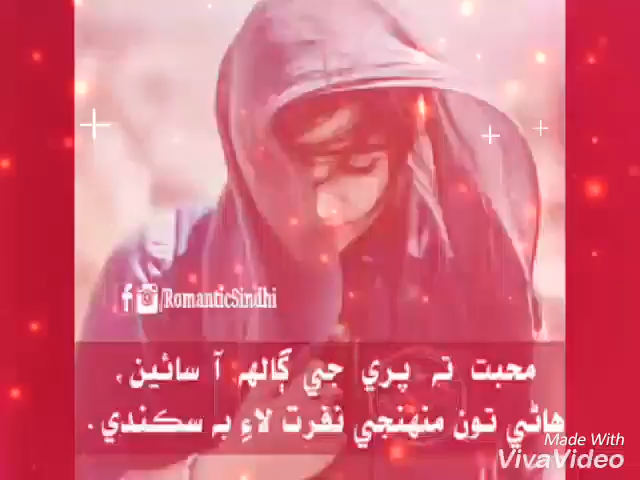 /RomanticSindhi
محبت تہ پري جي ڳالهہ آ سائين،
هاڻي تون منهنجي نفرت لاءِ بہ سڪندي.
Made With
VivaVideo